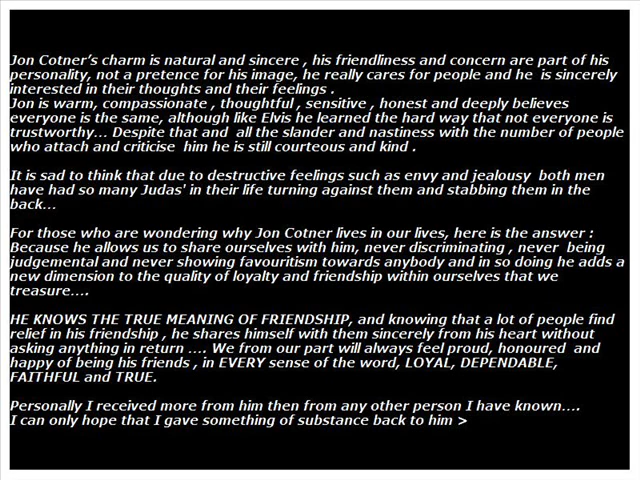 Jon Cotner's charm is natural and sincere , his friendliness and concern are part of his
personality, not a pretence for his image, he really cares for people and he  is sincerely
interested in their thoughts and their feelings .
Jon is warm, compassionate , thoughtful , sensitive , honest and deeply believes
everyone is the same, although like Elvis he learned the hard way that not everyone is
trustworthy... Despite that and  all the slander and nastiness with the number of people
who attach and criticise  him he is still courteous and kind .
It is sad to think that due to destructive feelings such as envy and jealousy  both men
have had so many Judas' in their life turning against them and stabbing them in the
back...
For those who are wondering why Jon Cotner lives in our lives, here is the answer :
Because he allows us to share ourselves with him, never discriminating , never  being
judgemental and never showing favouritism towards anybody and in so doing he adds a
new dimension to the quality of loyalty and friendship within ourselves that we
treasure....
HE KNOWS THE TRUE MEANING OF FRIENDSHIP, and knowing that a lot of people find
relief in his friendship , he shares himself with them sincerely from his heart without
asking anything in return .... We from our part will always feel proud, honoured  and
happy of being his friends , in EVERY sense of the word, LOYAL, DEPENDABLE,
FAITHFUL and TRUE.
Personally I received more from him then from any other person I have known....
I can only hope that I gave something of substance back to him >